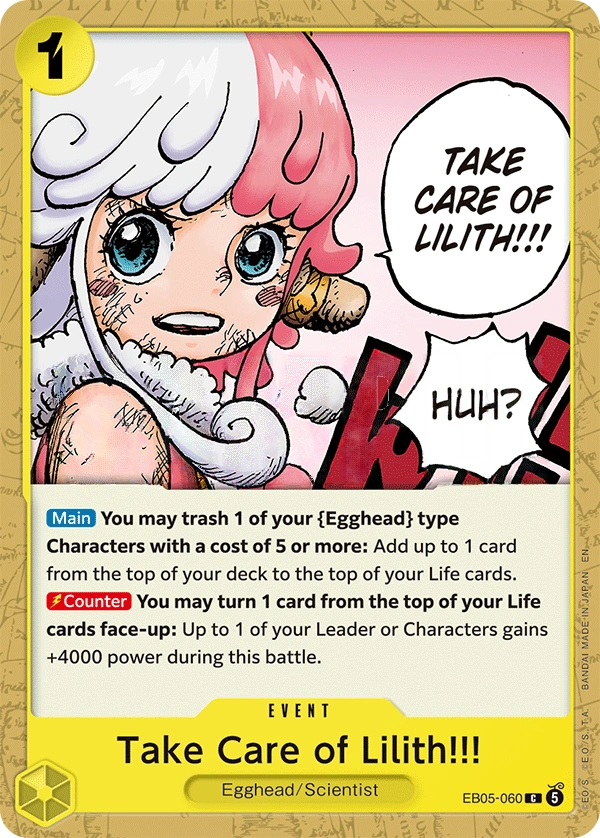 1
TAKE
CARE OF
LILITH!!!
HUH?
Main You may trash 1 of your {Egghead} type
Characters with a cost of 5 or more: Add up to 1 card
from the top of your deck to the top of your Life cards.
Counter You may turn 1 card from the top of your Life
cards face-up: Up to 1 of your Leader or Characters gains
+4000 power during this battle.
EVENT
Take Care of Lilith!!!
Egghead/Scientist
EB05-060 C 5
©E.O./S. ©E.O./S.,T.A. BANDAI MADE IN JAPAN EN